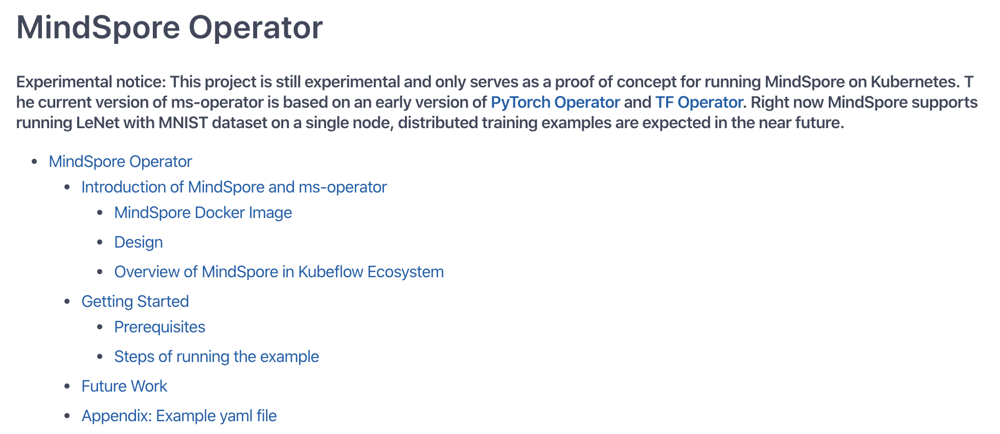 MindSpore Operator
Experimental notice: This project is still experimental and only serves as a proof of concept for running MindSpore on Kubernetes. T
he current version of ms-operator is based on an early version of PyTorch Operator and TF Operator. Right now MindSpore supports
running LeNet with MNIST dataset on a single node, distributed training examples are expected in the near future.
• MindSpore Operator
• Introduction of MindSpore and ms-operator
• MindSpore Docker Image
• Design
• Overview of MindSpore in Kubeflow Ecosystem
• Getting Started
• Prerequisites
• Steps of running the example
• Future Work
• Appendix: Example yaml file